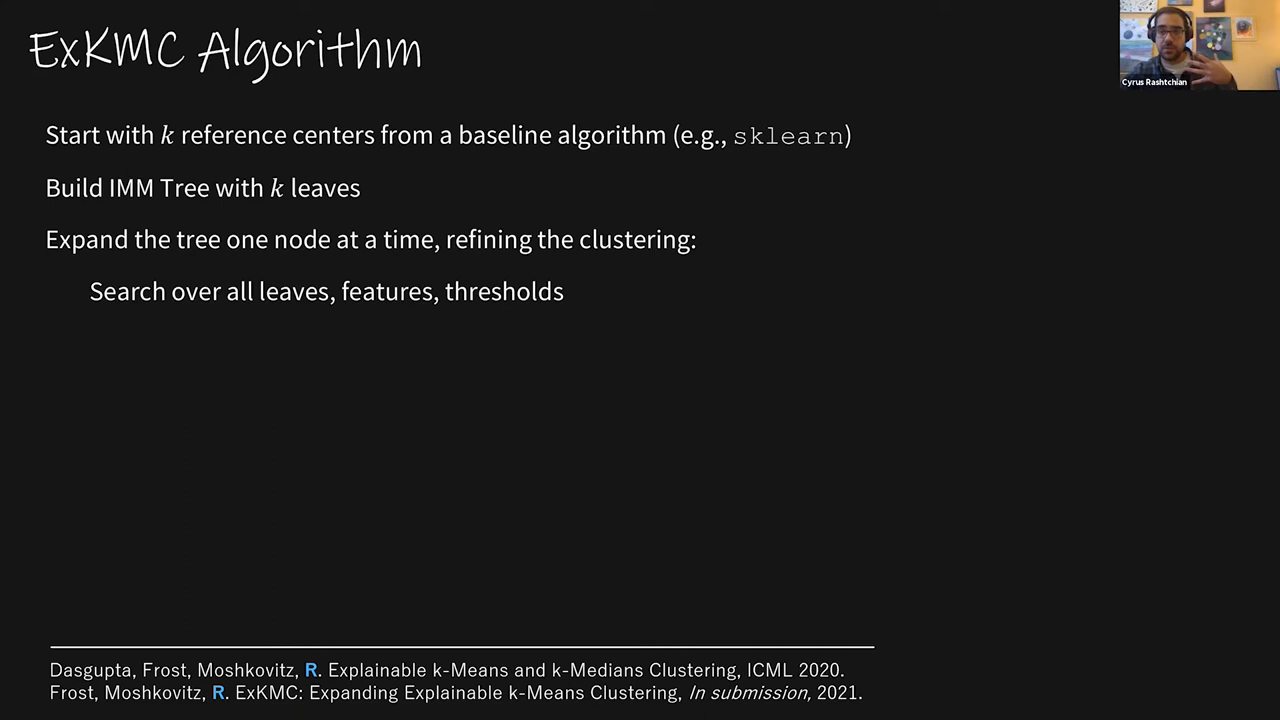 ExKMC Algorithm
Cyrus Rashtchian
Start with k reference centers from a baseline algorithm (e.g., sklearn)
Build IMM Tree with k leaves
Expand the tree one node at a time, refining the clustering:
Search over all leaves, features, thresholds
Dasgupta, Frost, Moshkovitz, R. Explainable k-Means and k-Medians Clustering, ICML 2020.
Frost, Moshkovitz, R. ExKMC: Expanding Explainable k-Means Clustering, In submission, 2021.